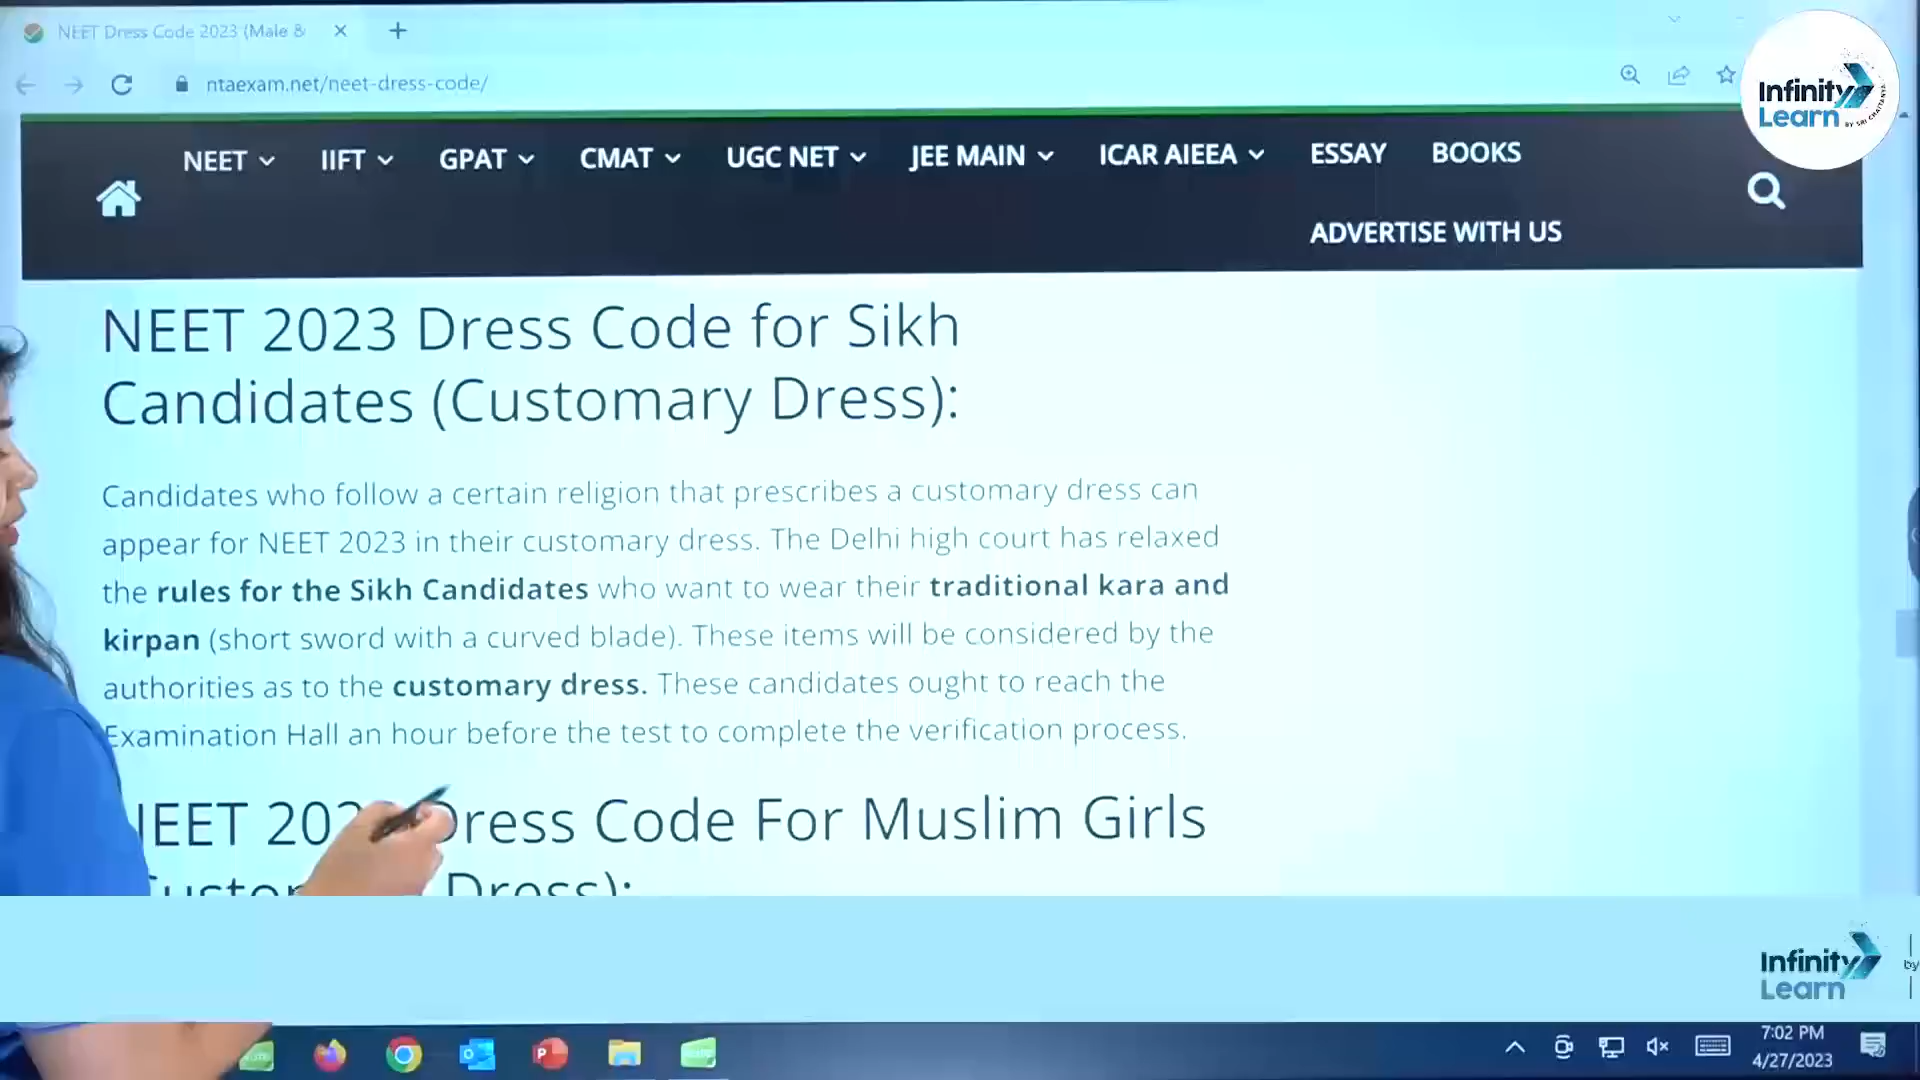 NEET Dress Code 2023 (Male &
ntaexam.net/neet-dress-code/
Infinity
Learn
BY SRI CHAITANYA
NEET IIFT GPAT CMAT UGC NET JEE MAIN ICAR AIEEA ESSAY BOOKS
ADVERTISE WITH US
NEET 2023 Dress Code for Sikh
Candidates (Customary Dress):
Candidates who follow a certain religion that prescribes a customary dress can
appear for NEET 2023 in their customary dress. The Delhi high court has relaxed
the rules for the Sikh Candidates who want to wear their traditional kara and
kirpan (short sword with a curved blade). These items will be considered by the
authorities as to the customary dress. These candidates ought to reach the
Examination Hall an hour before the test to complete the verification process.
EET 202 Dress Code For Muslim Girls
Dress):
Infinity
Learn
by
7:02 PM
4/27/2023